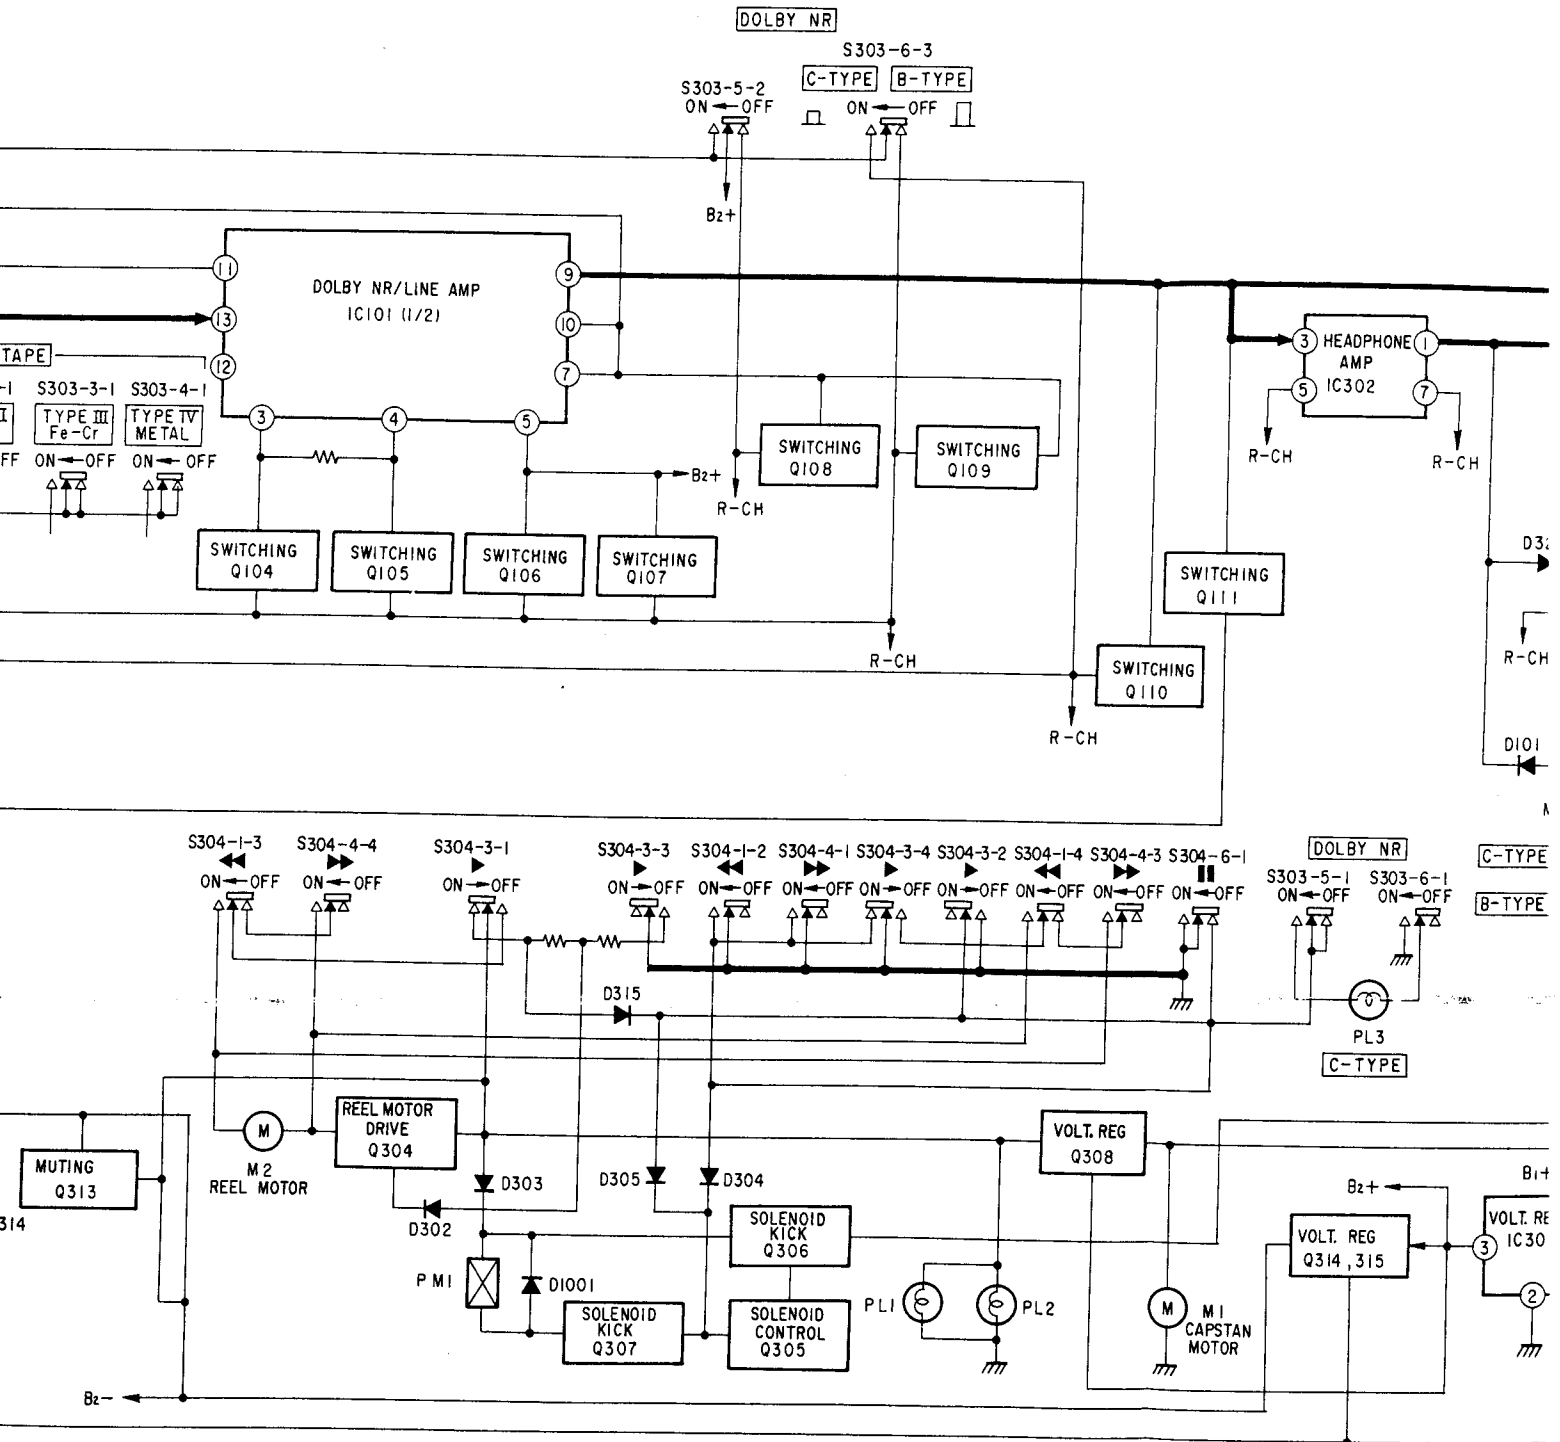 DOLBY NR
S303-6-3
C-TYPE B-TYPE
S303-5-2
ON OFF
ON OFF
B2+
11
DOLBY NR/LINE AMP
IC101 (1/2)
9
13
10
12
7
3
4
5
TAPE
-1
S303-3-1
S303-4-1
I
TYPE III
Fe-Cr
TYPE IV
METAL
FF
ON OFF
ON OFF
B2+
R-CH
SWITCHING
Q108
SWITCHING
Q109
3
HEADPHONE
AMP
IC302
1
5
7
R-CH
R-CH
SWITCHING
Q104
SWITCHING
Q105
SWITCHING
Q106
SWITCHING
Q107
SWITCHING
Q111
D32
R-CH
R-CH
SWITCHING
Q110
R-CH
D101
S304-1-3
ON OFF
S304-4-4
ON OFF
S304-3-1
ON OFF
S304-3-3
ON OFF
S304-1-2
ON OFF
S304-4-1
ON OFF
S304-3-4
ON OFF
S304-3-2
ON OFF
S304-1-4
ON OFF
S304-4-3
ON OFF
S304-6-1
ON OFF
DOLBY NR
S303-5-1
ON OFF
S303-6-1
ON OFF
C-TYPE
B-TYPE
D315
PL3
C-TYPE
MUTING
Q313
314
M
M2
REEL MOTOR
REEL MOTOR
DRIVE
Q304
D303
D302
D305
D304
VOLT. REG
Q308
SOLENOID
KICK
Q306
PM1
D1001
SOLENOID
KICK
Q307
SOLENOID
CONTROL
Q305
PL1
PL2
M
M1
CAPSTAN
MOTOR
B2+
B1+
VOLT. REG
Q314,315
VOLT. RE
IC30
3
2
B2-